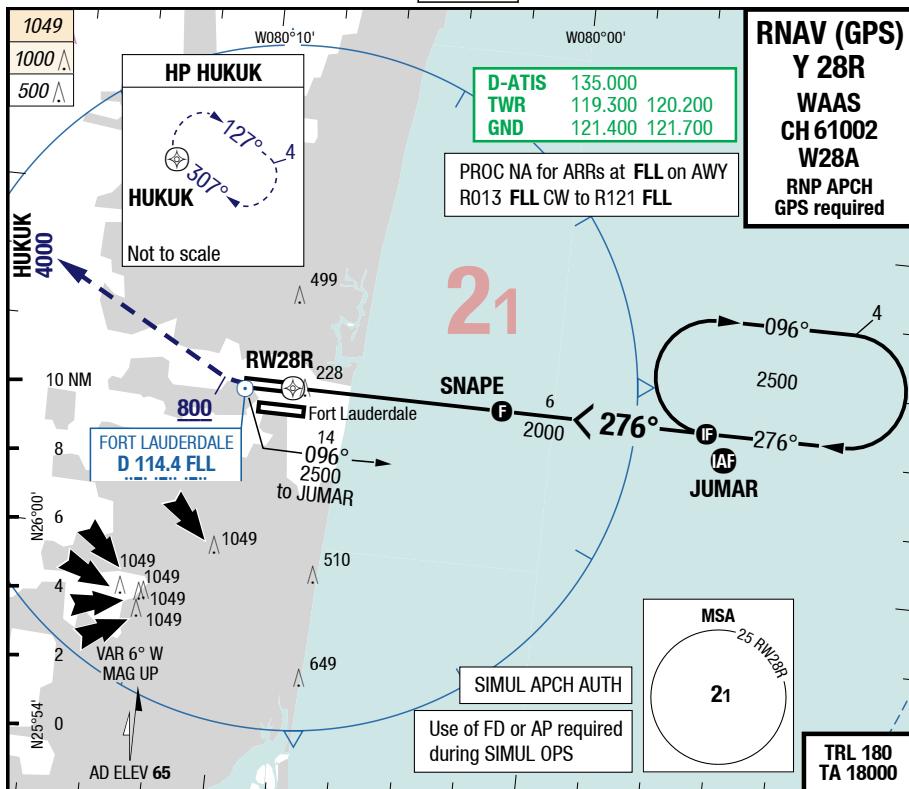 1049
1000
500
W080°10'
W080°00'
RNAV (GPS)
Y 28R
WAAS
CH 61002
W28A
RNP APCH
GPS required
HP HUKUK
127°
4
307°
HUKUK
Not to scale
D-ATIS 135.000
TWR 119.300 120.200
GND 121.400 121.700
PROC NA for ARRs at FLL on AWY
R013 FLL CW to R121 FLL
HUKUK
4000
499
21
096°
4
2500
276°
RW28R
228
SNAPE
F
6
2000
276°
IF
IAF
JUMAR
10 NM
800
Fort Lauderdale
FORT LAUDERDALE
D 114.4 FLL
14
096°
2500
to JUMAR
8
6
4
2
0
N26°00'
N25°54'
1049
1049
1049
1049
1049
510
649
VAR 6° W
MAG UP
AD ELEV 65
SIMUL APCH AUTH
Use of FD or AP required
during SIMUL OPS
MSA
25 RW28R
21
TRL 180
TA 18000